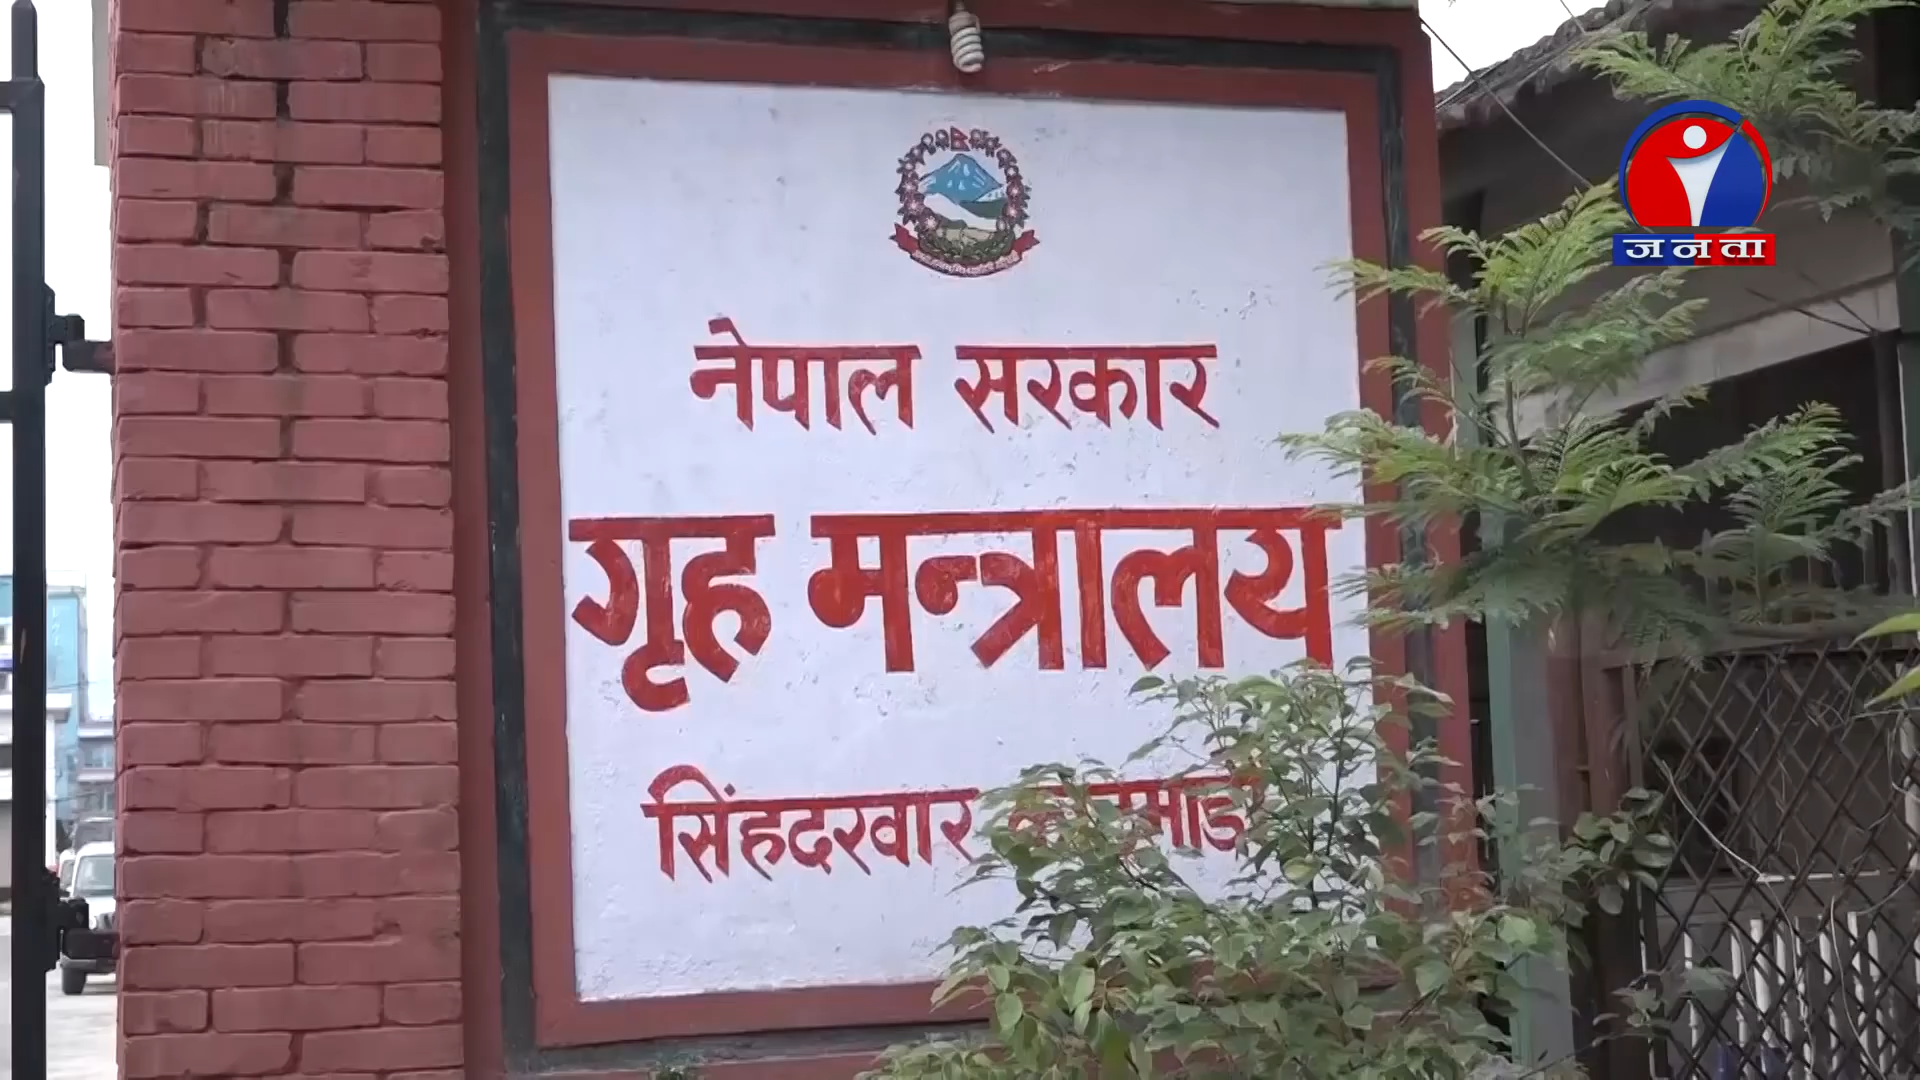 जनता
नेपाल सरकार
गृह मन्त्रालय
सिंहदरवार